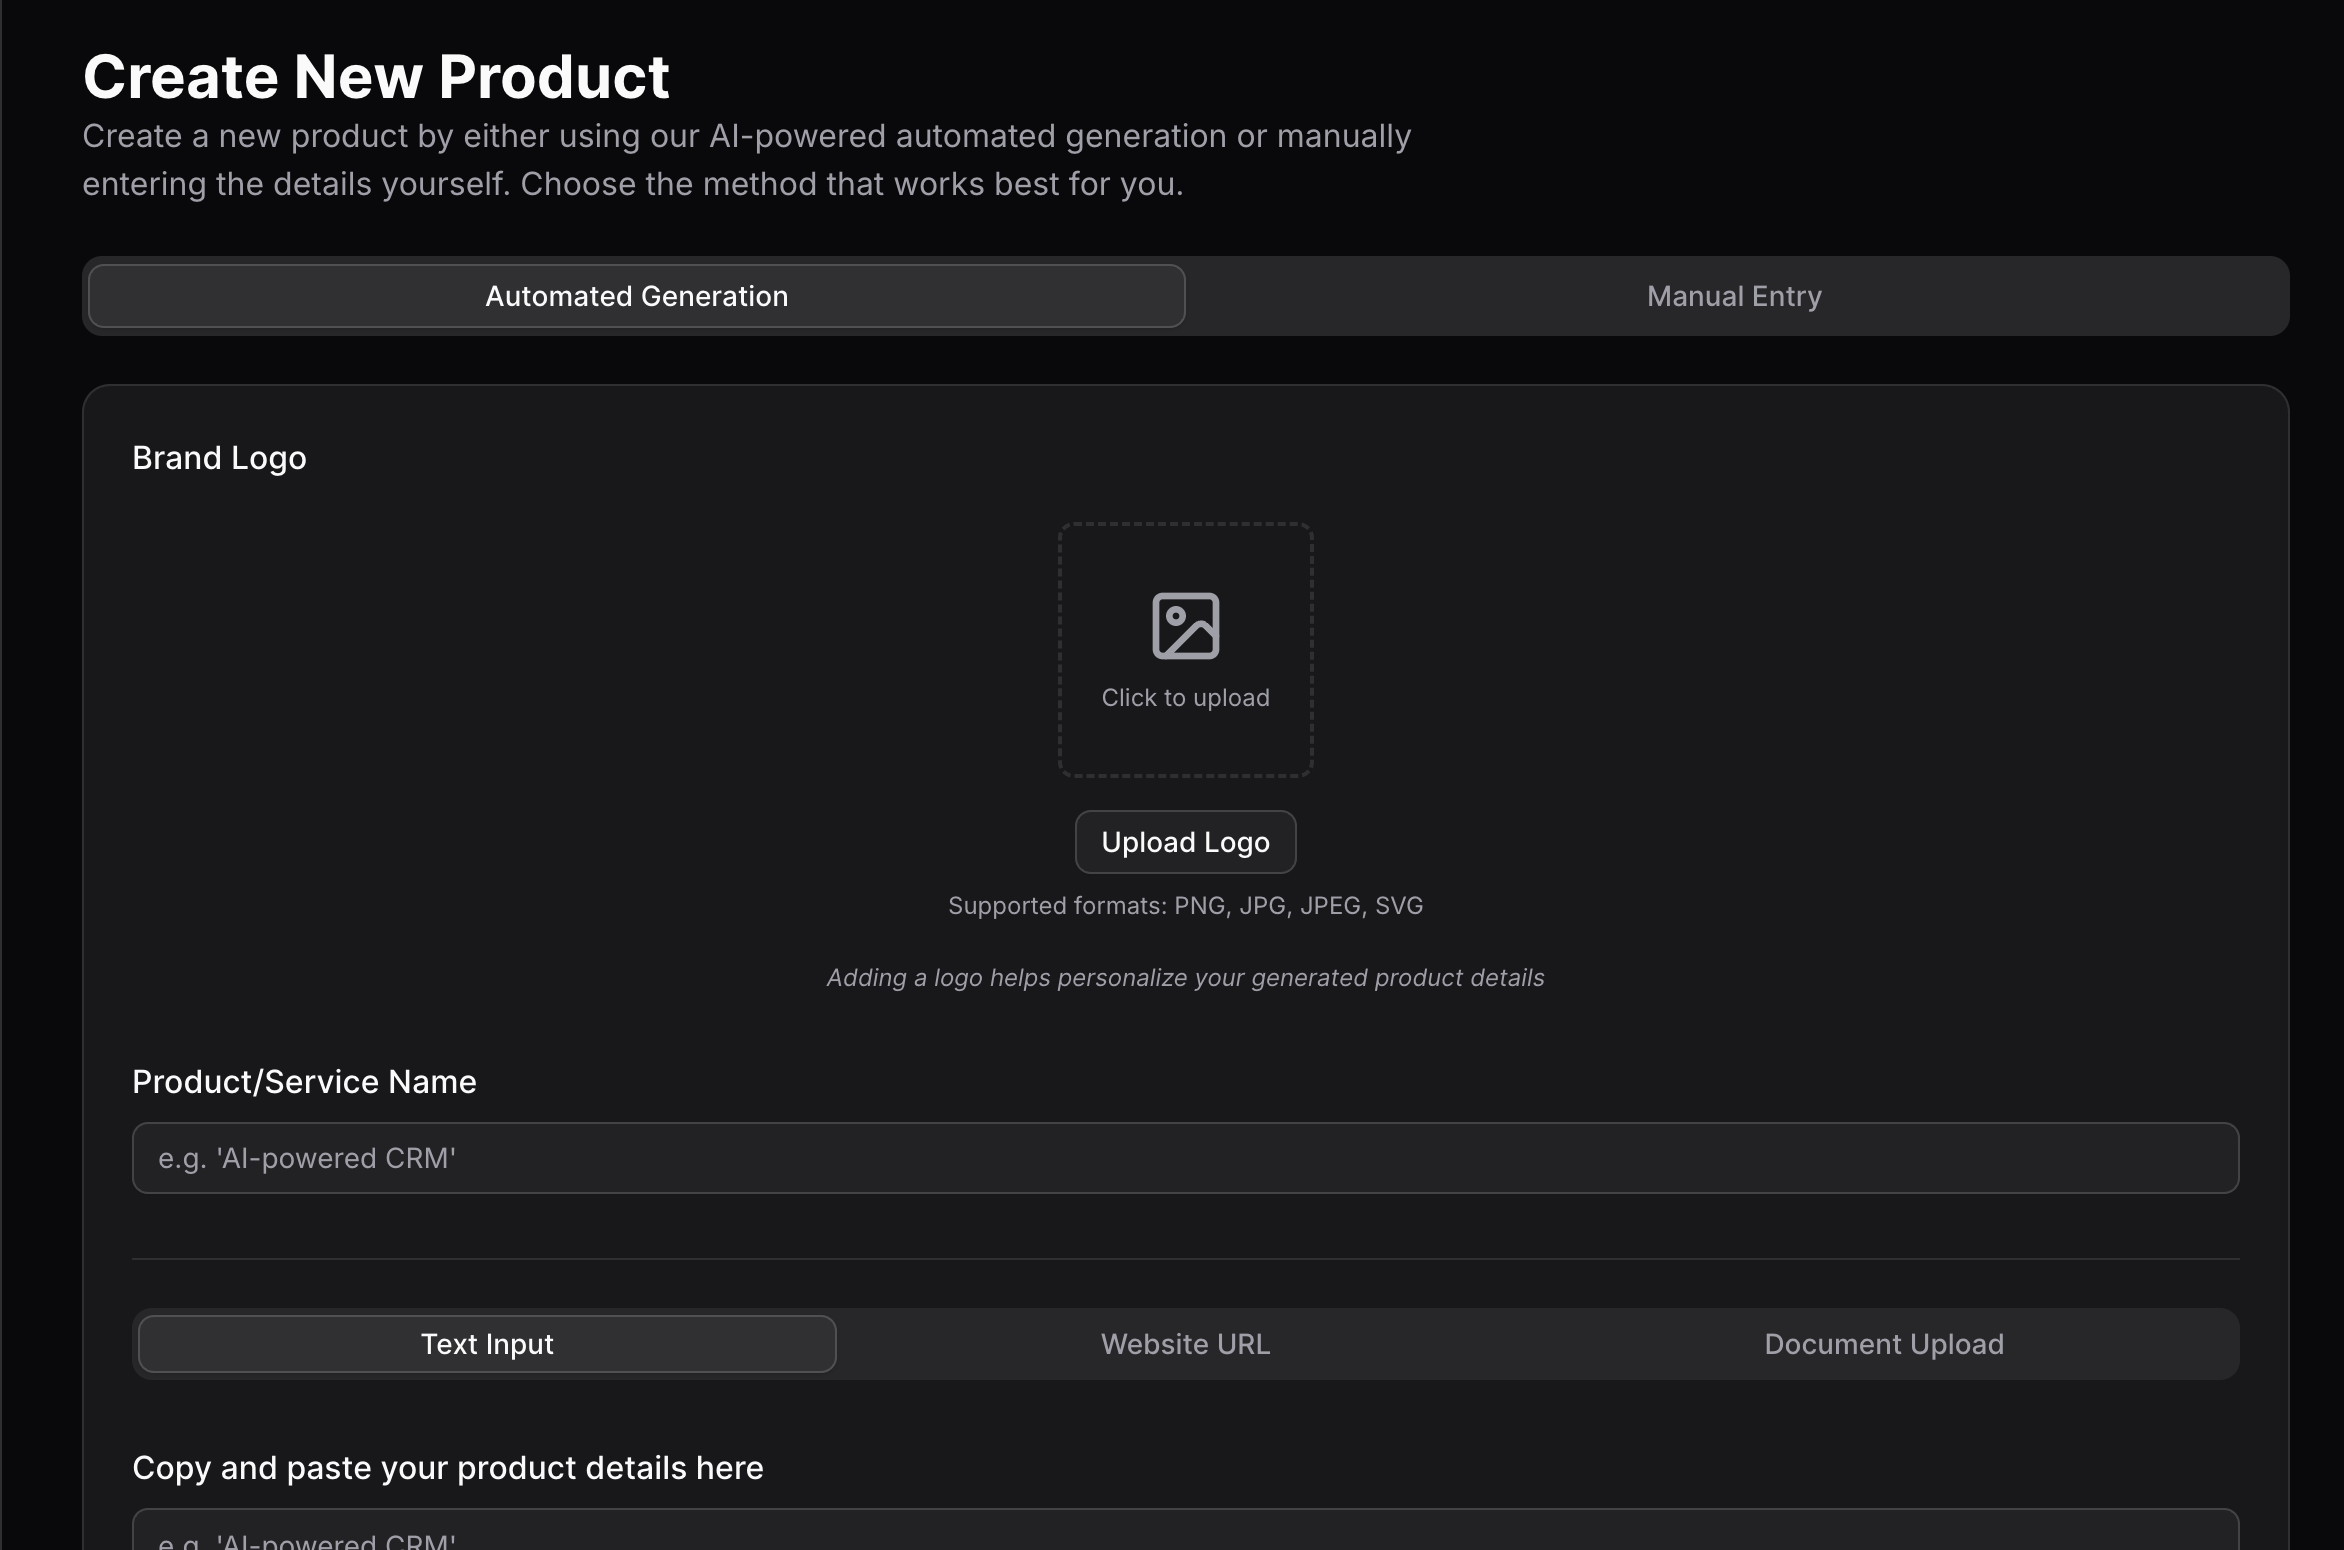 Create New Product
Create a new product by either using our AI-powered automated generation or manually
entering the details yourself. Choose the method that works best for you.
Automated Generation
Manual Entry
Brand Logo
Click to upload
Upload Logo
Supported formats: PNG, JPG, JPEG, SVG
Adding a logo helps personalize your generated product details
Product/Service Name
e.g. 'AI-powered CRM'
Text Input
Website URL
Document Upload
Copy and paste your product details here
e.g. 'AI-powered CRM'